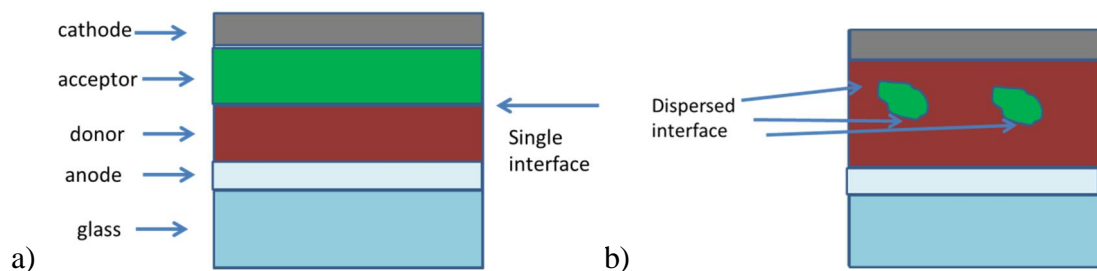 cathode
acceptor
donor
anode
glass
Single
interface
a)
Dispersed
interface
b)